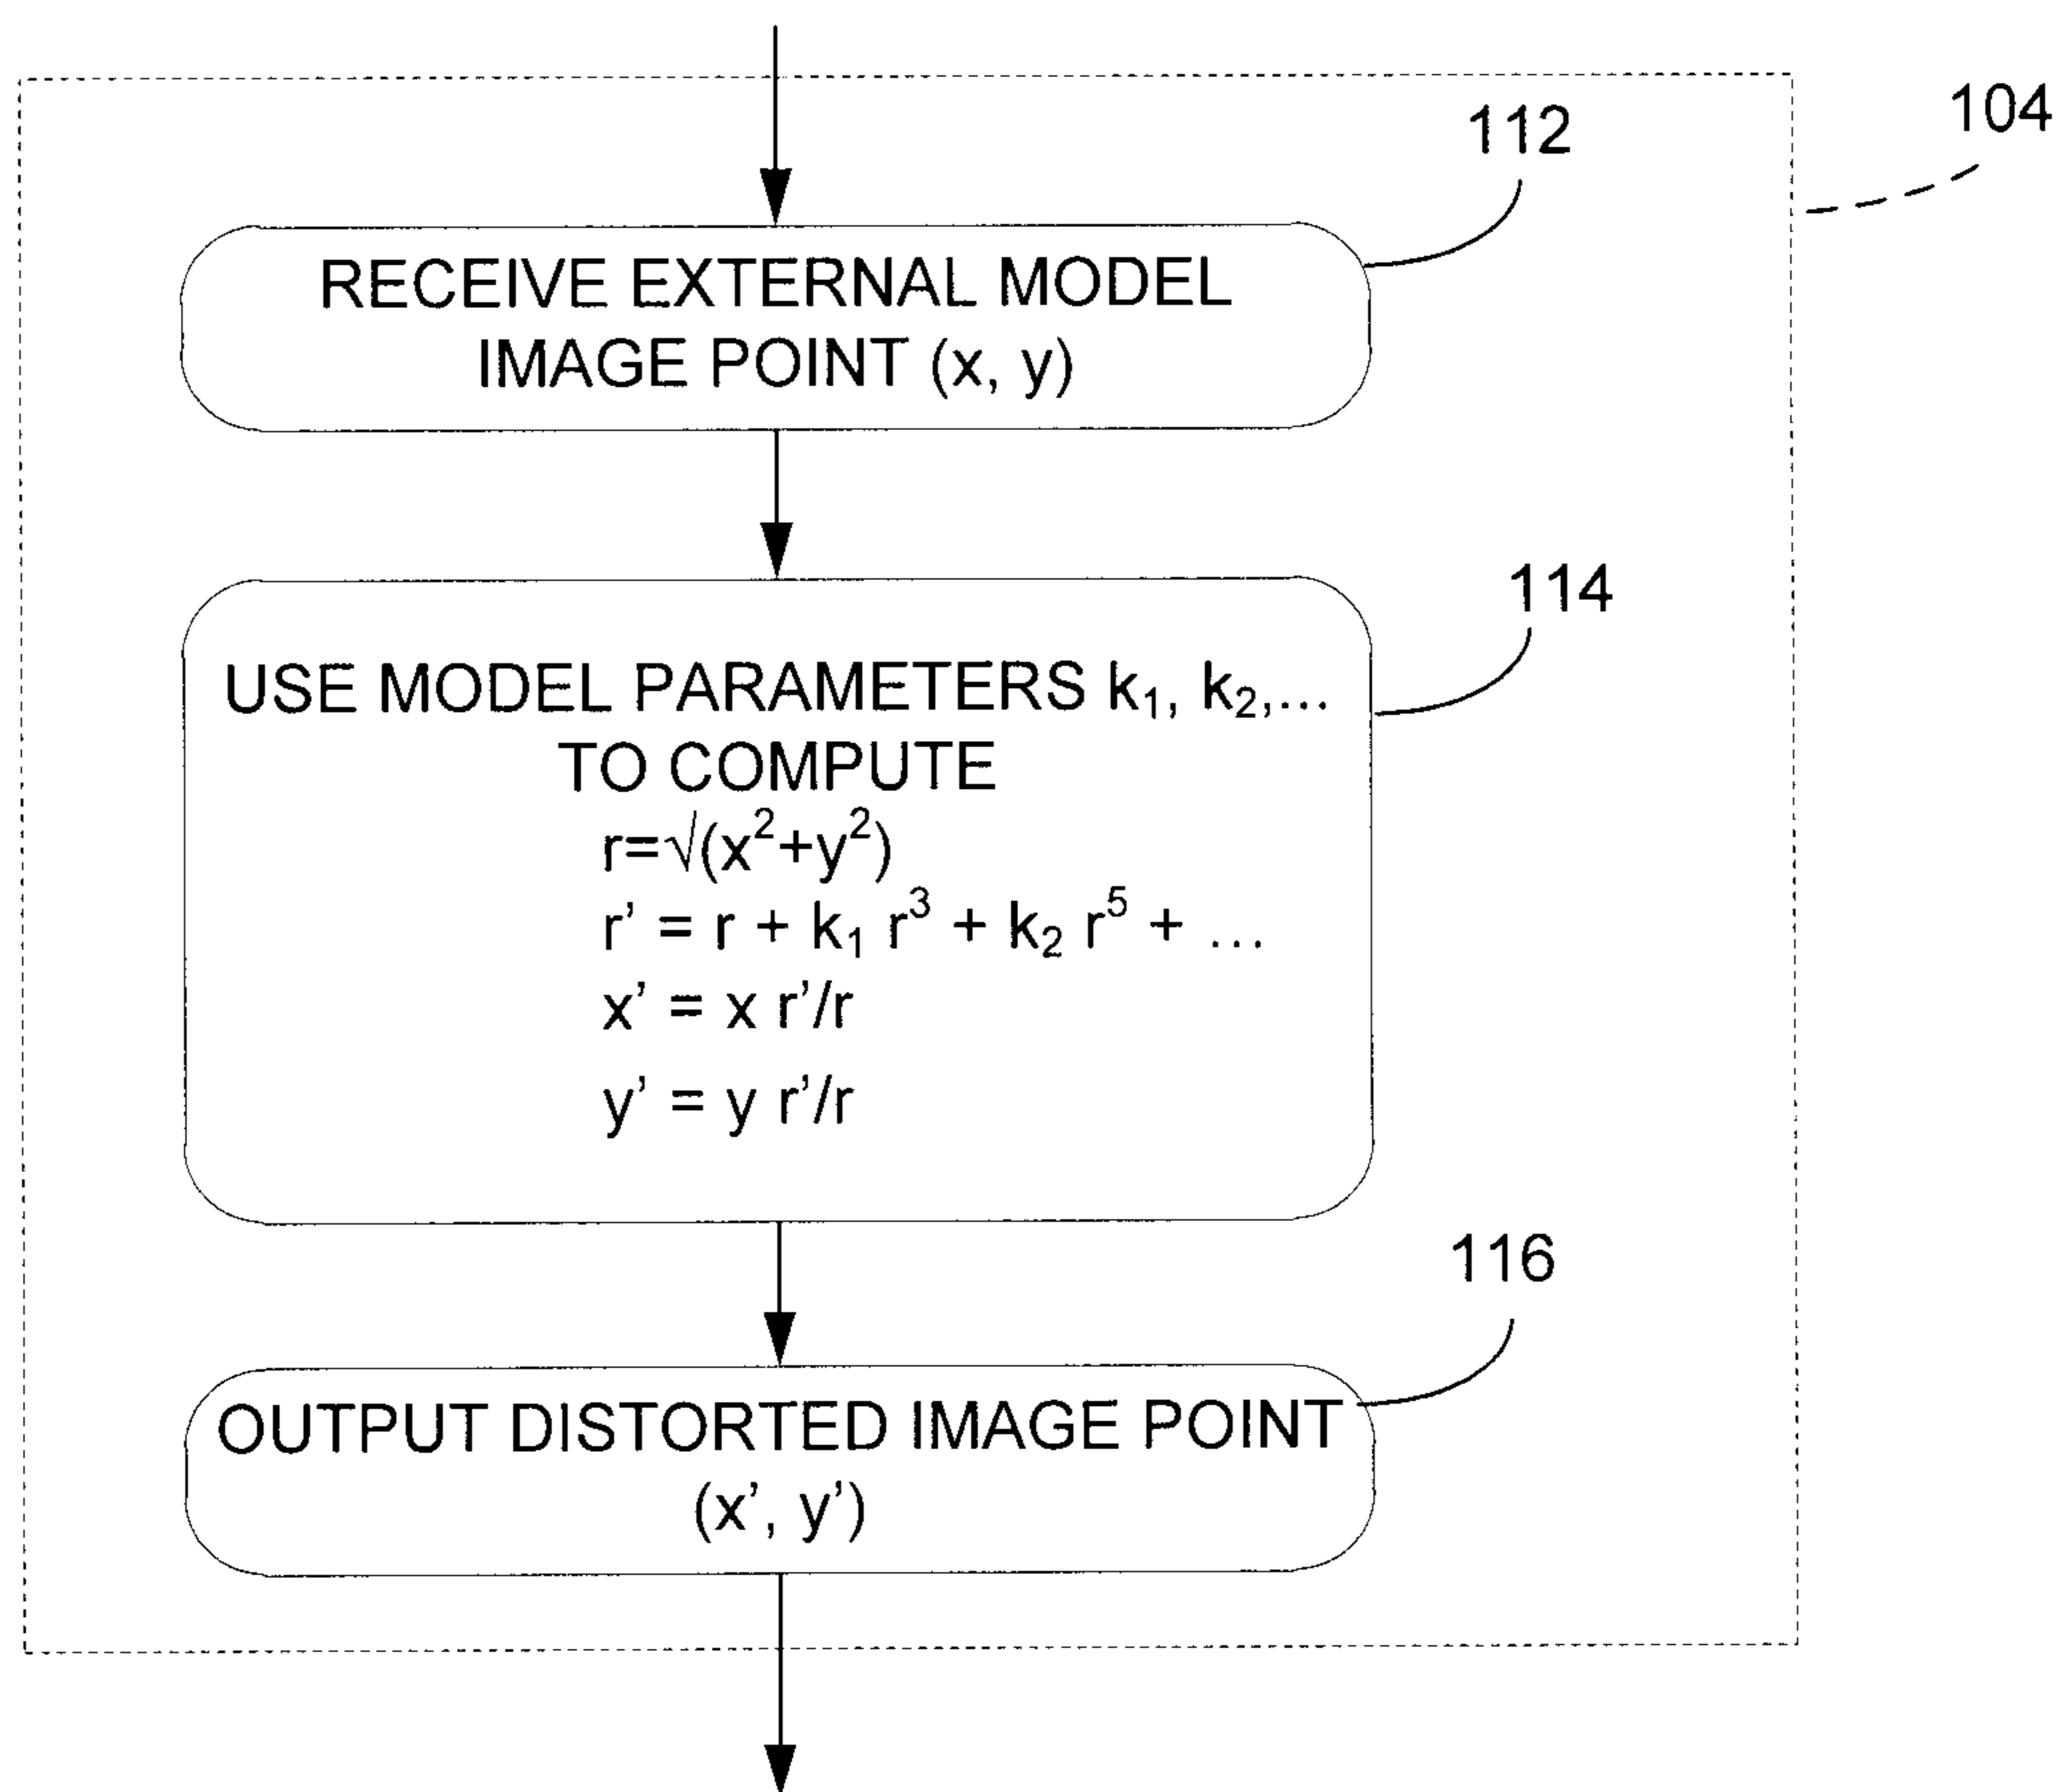 104
112
RECEIVE EXTERNAL MODEL
IMAGE POINT (x, y)
114
USE MODEL PARAMETERS k₁, k₂,...
TO COMPUTE
r=√(x²+y²)
r’ = r + k₁ r³ + k₂ r⁵ + ...
x’ = x r’/r
y’ = y r’/r
116
OUTPUT DISTORTED IMAGE POINT
(x’, y’)